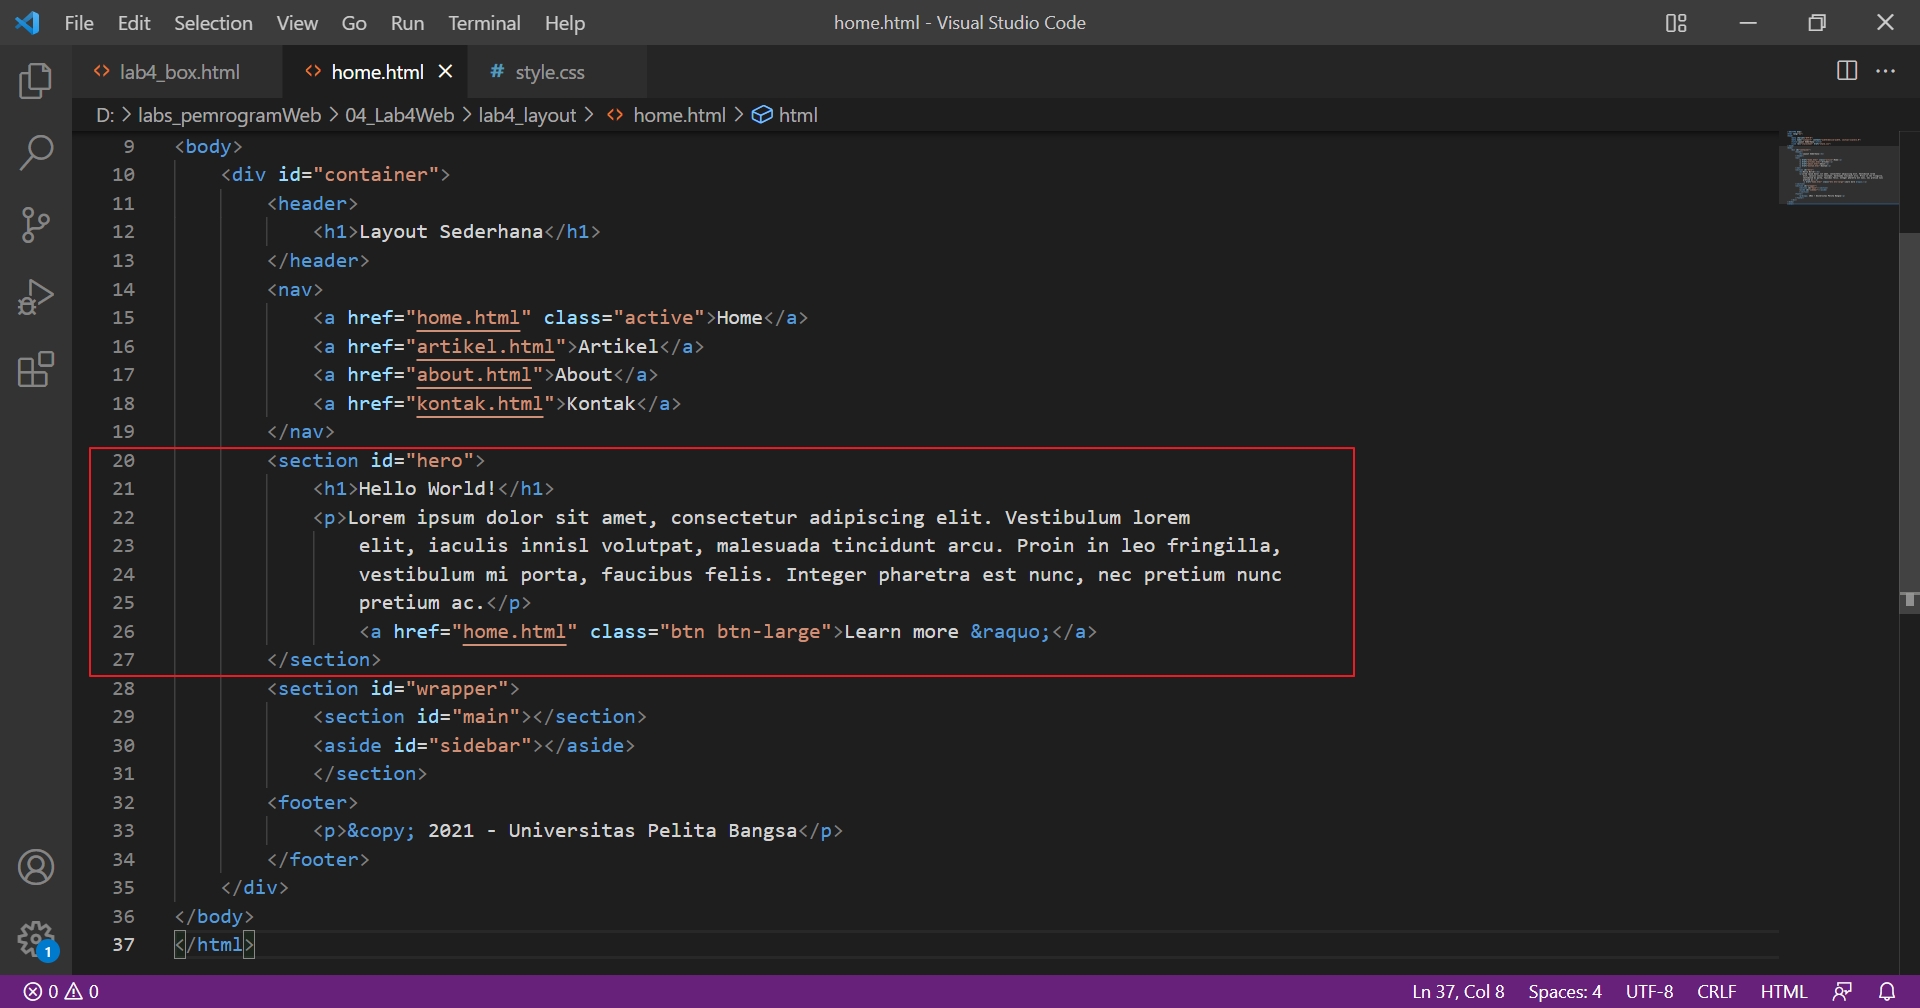 File Edit Selection View Go Run Terminal Help home.html - Visual Studio Code
<> lab4_box.html <> home.html # style.css
D: > labs_pemrogramWeb > 04_Lab4Web > lab4_layout > <> home.html > html
9 <body>
10 <div id="container">
11 <header>
12 <h1>Layout Sederhana</h1>
13 </header>
14 <nav>
15 <a href="home.html" class="active">Home</a>
16 <a href="artikel.html">Artikel</a>
17 <a href="about.html">About</a>
18 <a href="kontak.html">Kontak</a>
19 </nav>
20 <section id="hero">
21 <h1>Hello World!</h1>
22 <p>Lorem ipsum dolor sit amet, consectetur adipiscing elit. Vestibulum lorem
23 elit, iaculis innisl volutpat, malesuada tincidunt arcu. Proin in leo fringilla,
24 vestibulum mi porta, faucibus felis. Integer pharetra est nunc, nec pretium nunc
25 pretium ac.</p>
26 <a href="home.html" class="btn btn-large">Learn more &raquo;</a>
27 </section>
28 <section id="wrapper">
29 <section id="main"></section>
30 <aside id="sidebar"></aside>
31 </section>
32 <footer>
33 <p>&copy; 2021 - Universitas Pelita Bangsa</p>
34 </footer>
35 </div>
36 </body>
37 </html>
1
0 0 Ln 37, Col 8 Spaces: 4 UTF-8 CRLF HTML